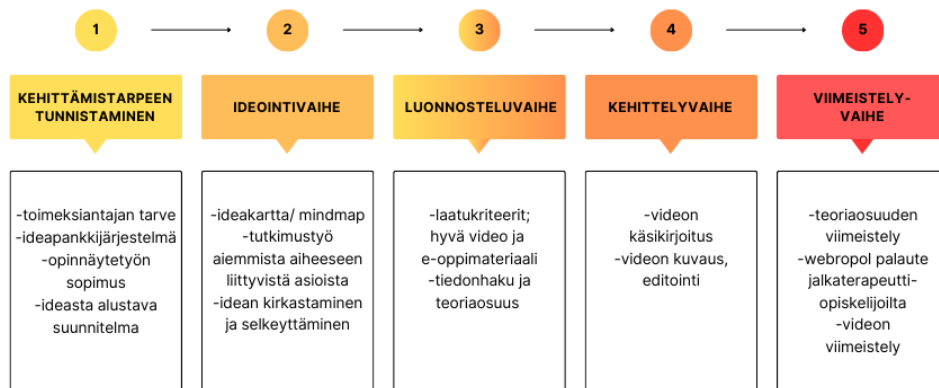 1
2
3
4
5
KEHITTÄMISTARPEEN
TUNNISTAMINEN
IDEOINTIVAIHE
LUONNOSTELUVAIHE
KEHITTELYVAIHE
VIIMEISTELY-
VAIHE
-toimeksiantajan tarve
-ideapankkijärjestelmä
-opinnäytetyön
sopimus
-ideasta alustava
suunnitelma
-ideakartta/ mindmap
-tutkimustyö
aiemmista aiheeseen
liittyvistä asioista
-idean kirkastaminen
ja selkeyttäminen
-laatukriteerit;
hyvä video ja
e-oppimateriaali
-tiedonhaku ja
teoriaosuus
-videon
käsikirjoitus
-videon kuvaus,
editointi
-teoriaosuuden
viimeistely
-webropol palaute
jalkaterapeutti-
opiskelijoilta
-videon
viimeistely